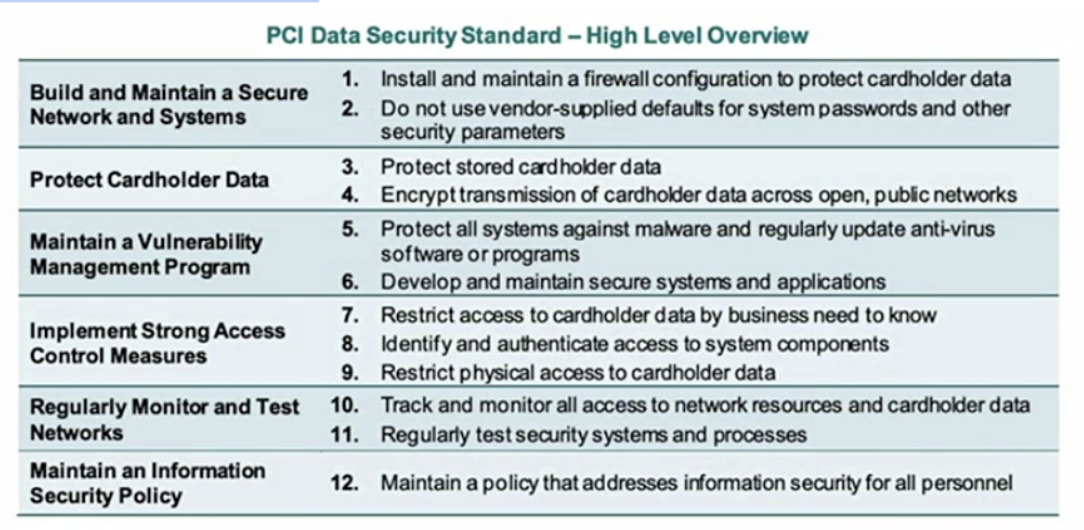 PCI Data Security Standard – High Level Overview
Build and Maintain a Secure
Network and Systems
1. Install and maintain a firewall configuration to protect cardholder data
2. Do not use vendor-supplied defaults for system passwords and other
security parameters
Protect Cardholder Data
3. Protect stored cardholder data
4. Encrypt transmission of cardholder data across open, public networks
Maintain a Vulnerability
Management Program
5. Protect all systems against malware and regularly update anti-virus
software or programs
6. Develop and maintain secure systems and applications
Implement Strong Access
Control Measures
7. Restrict access to cardholder data by business need to know
8. Identify and authenticate access to system components
9. Restrict physical access to cardholder data
Regularly Monitor and Test
Networks
10. Track and monitor all access to network resources and cardholder data
11. Regularly test security systems and processes
Maintain an Information
Security Policy
12. Maintain a policy that addresses information security for all personnel